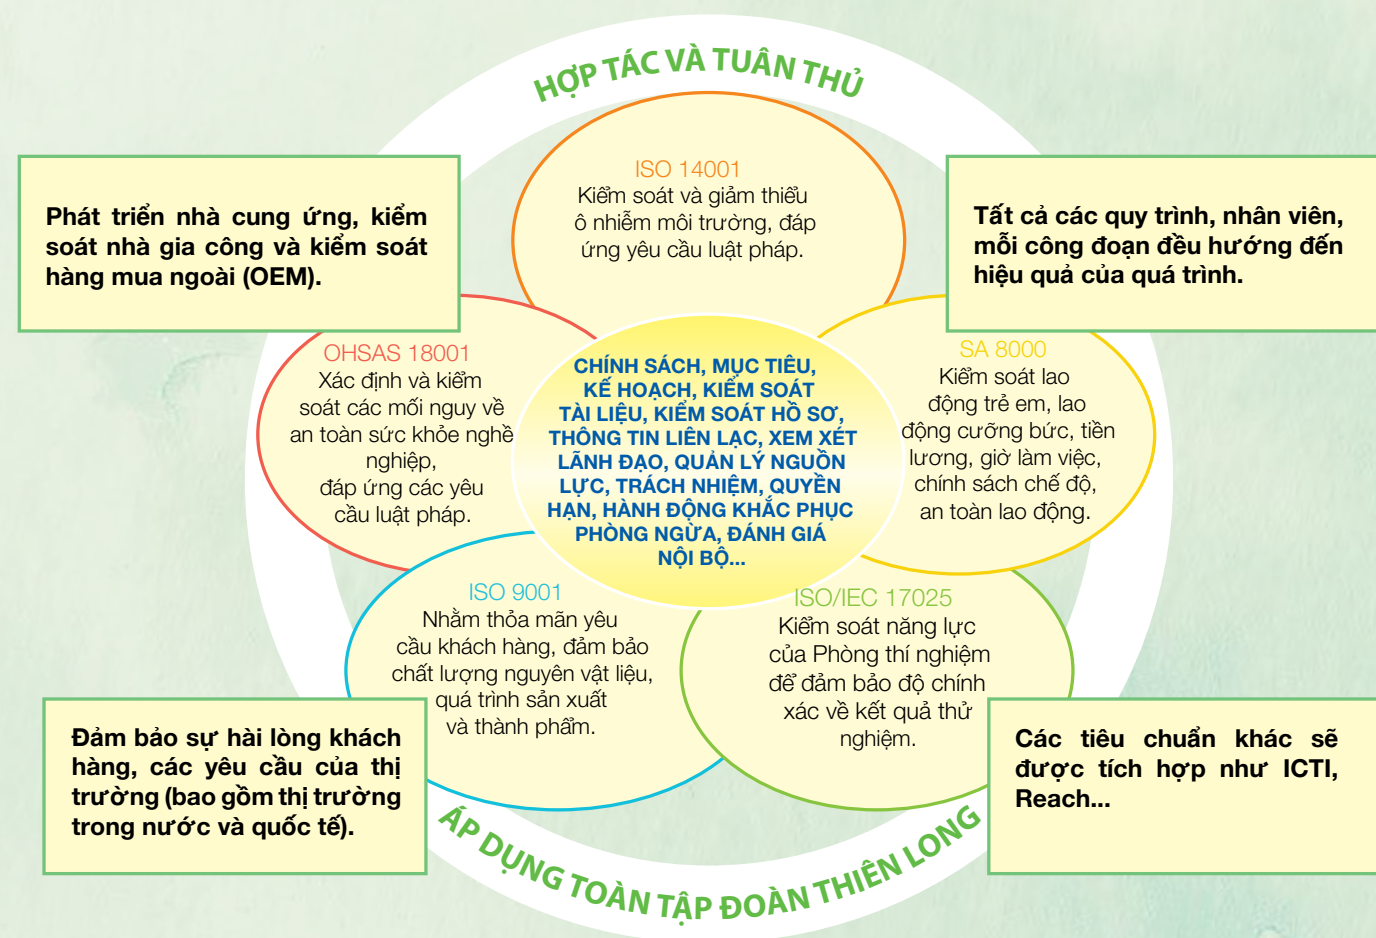 HỢP TÁC VÀ TUÂN THỦ
ISO 14001
Kiểm soát và giảm thiểu
ô nhiễm môi trường, đáp
ứng yêu cầu luật pháp.
Phát triển nhà cung ứng, kiểm
soát nhà gia công và kiểm soát
hàng mua ngoài (OEM).
Tất cả các quy trình, nhân viên,
mỗi công đoạn đều hướng đến
hiệu quả của quá trình.
OHSAS 18001
Xác định và kiểm
soát các mối nguy về
an toàn sức khỏe nghề
nghiệp,
đáp ứng các yêu
cầu luật pháp.
CHÍNH SÁCH, MỤC TIÊU,
KẾ HOẠCH, KIỂM SOÁT
TÀI LIỆU, KIỂM SOÁT HỒ SƠ,
THÔNG TIN LIÊN LẠC, XEM XÉT
LÃNH ĐẠO, QUẢN LÝ NGUỒN
LỰC, TRÁCH NHIỆM, QUYỀN
HẠN, HÀNH ĐỘNG KHẮC PHỤC
PHÒNG NGỪA, ĐÁNH GIÁ
NỘI BỘ...
SA 8000
Kiểm soát lao
động trẻ em, lao
động cưỡng bức, tiền
lương, giờ làm việc,
chính sách chế độ,
an toàn lao động.
ISO 9001
Nhằm thỏa mãn yêu
cầu khách hàng, đảm bảo
chất lượng nguyên vật liệu,
quá trình sản xuất
và thành phẩm.
ISO/IEC 17025
Kiểm soát năng lực
của Phòng thí nghiệm
để đảm bảo độ chính
xác về kết quả thử
nghiệm.
Đảm bảo sự hài lòng khách
hàng, các yêu cầu của thị
trường (bao gồm thị trường
trong nước và quốc tế).
Các tiêu chuẩn khác sẽ
được tích hợp như ICTI,
Reach...
ÁP DỤNG TOÀN TẬP ĐOÀN THIÊN LONG